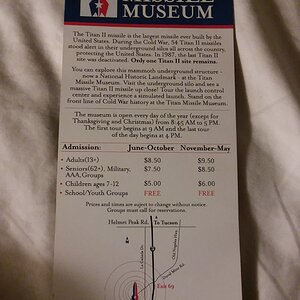 MISSILE
MUSEUM
The Titan II missile is the largest missile ever built by the
United States. During the Cold War, 54 Titan II missiles
stood alert in their underground silos all across the country,
protecting the United States. In 1987, the last Titan II
site was deactivated. Only one Titan II site remains.
You can explore this mammoth underground structure -
now a National Historic Landmark - at the Titan
Missile Museum. Visit the underground silo and see a
massive Titan II missile up close! Tour the launch control
center and experience a simulated launch. Stand on the
front line of Cold War history at the Titan Missile Museum.
The museum is open every day of the year (except for
Thanksgiving and Christmas) from 8:45 AM to 5 PM.
The first tour begins at 9 AM and the last tour
of the day begins at 4 PM.
Admission: June-October November-May
• Adults(13+) $8.50 $9.50
• Seniors(62+), Military, $7.50 $8.50
AAA,Groups
• Children ages 7-12 $5.00 $6.00
• School/Youth Groups FREE FREE
Prices and times are subject to change without notice.
Groups must call for reservations.
Helmet Peak Rd. To Tucson
La Cañada Dr.
Old Nogales Hwy.
Duval Mine Rd.
Exit 69